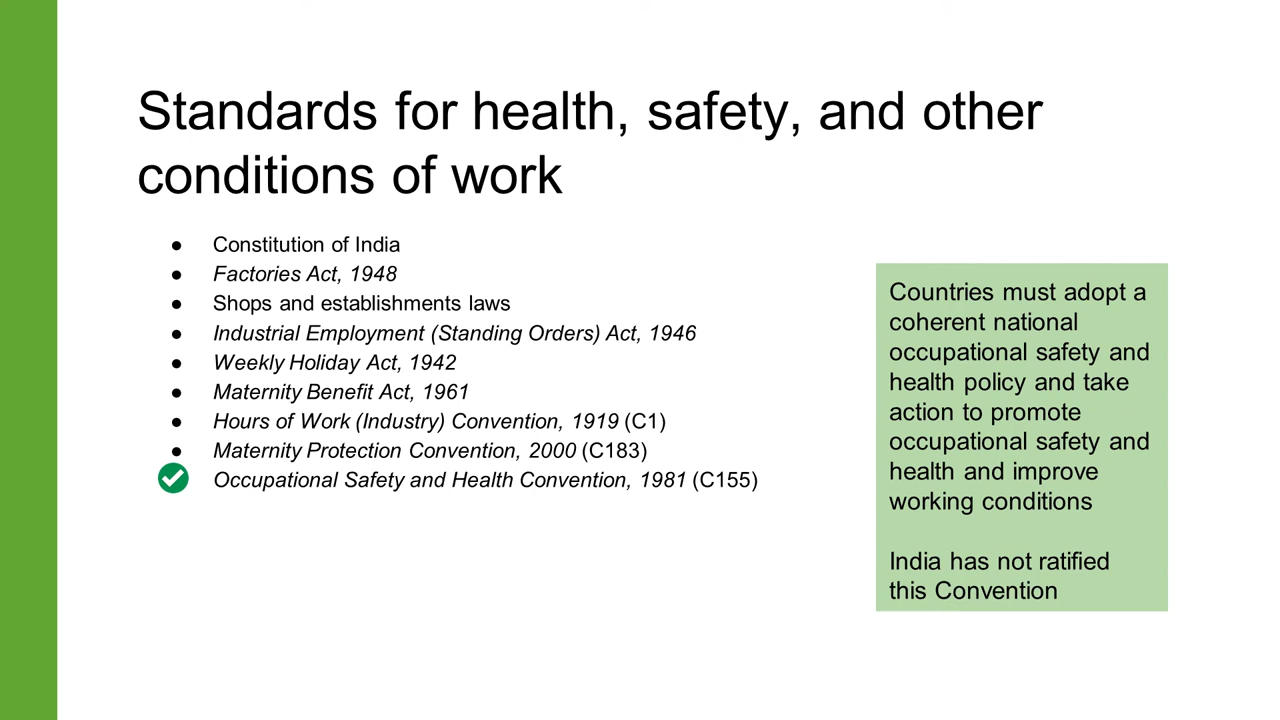 Standards for health, safety, and other
conditions of work
● Constitution of India
● Factories Act, 1948
● Shops and establishments laws
● Industrial Employment (Standing Orders) Act, 1946
● Weekly Holiday Act, 1942
● Maternity Benefit Act, 1961
● Hours of Work (Industry) Convention, 1919 (C1)
● Maternity Protection Convention, 2000 (C183)
Occupational Safety and Health Convention, 1981 (C155)
Countries must adopt a
coherent national
occupational safety and
health policy and take
action to promote
occupational safety and
health and improve
working conditions
India has not ratified
this Convention